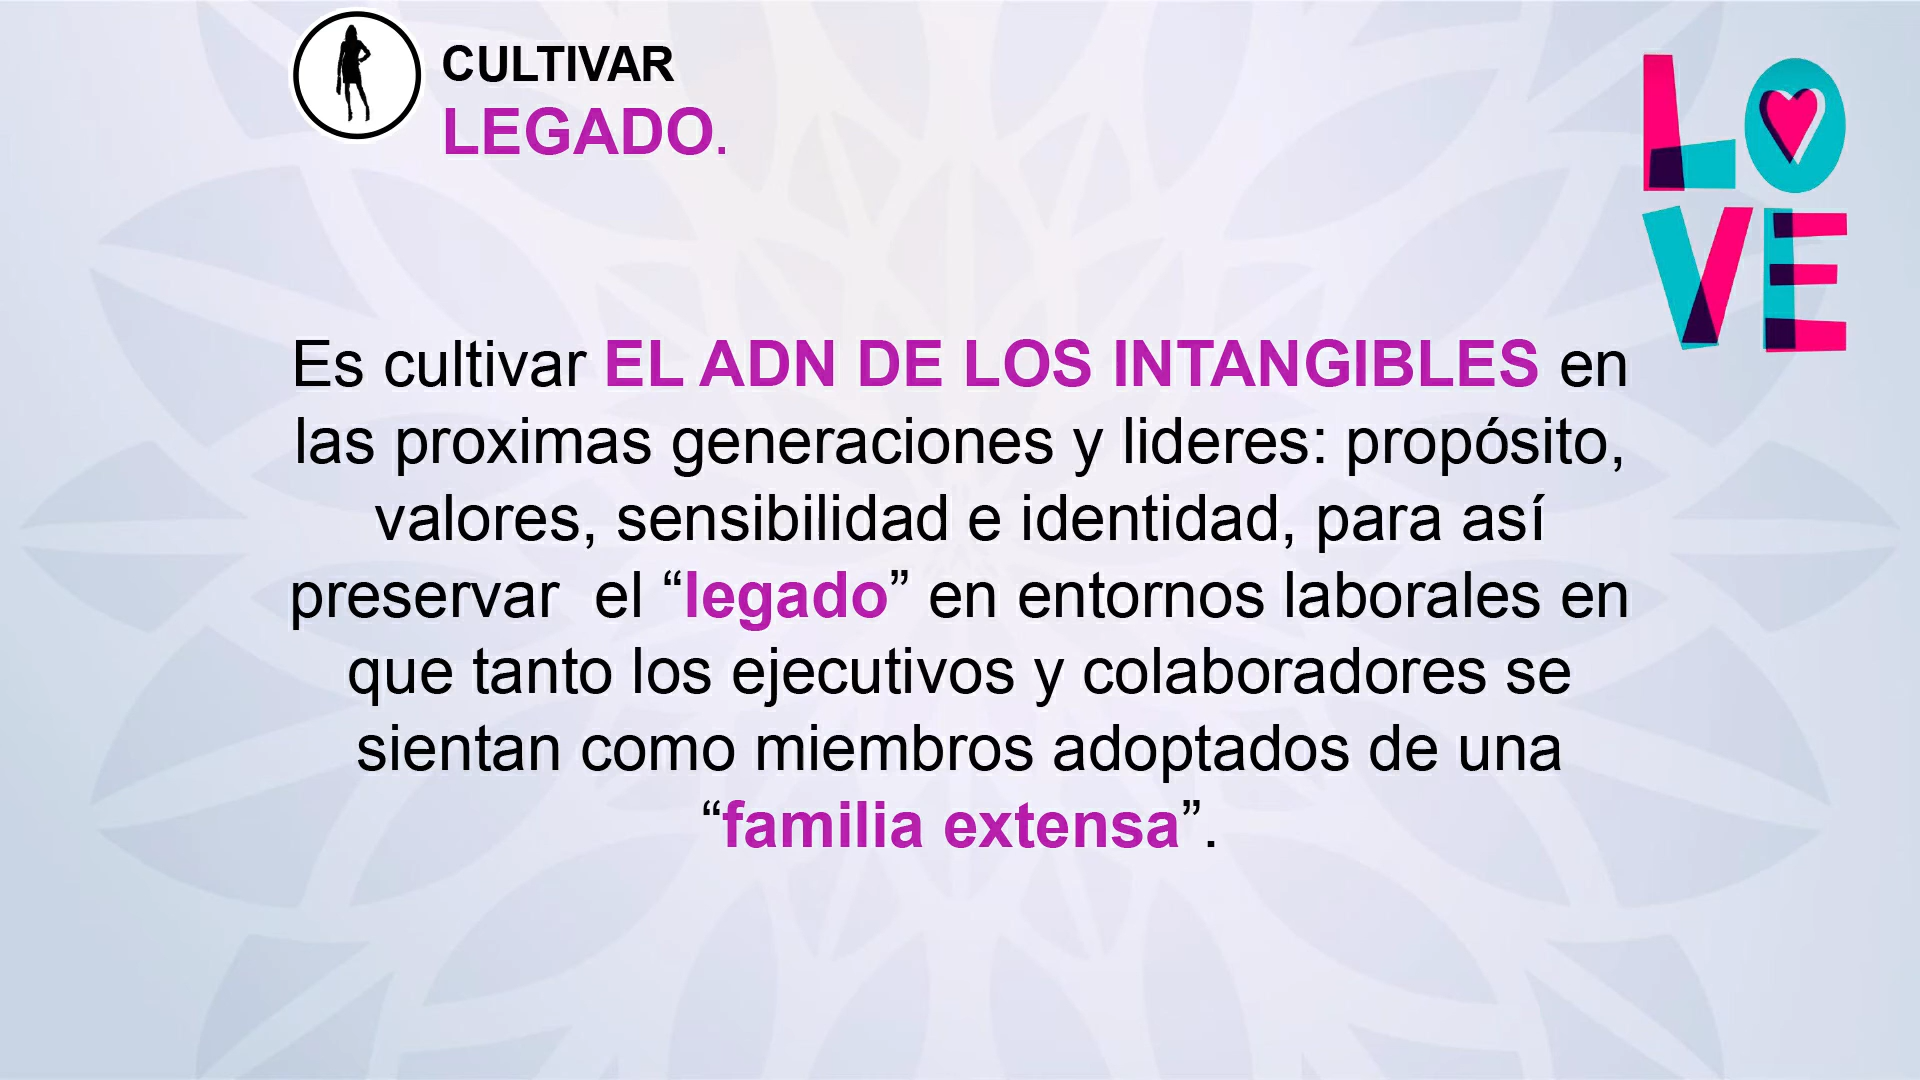 CULTIVAR
LEGADO.
LOVE
Es cultivar EL ADN DE LOS INTANGIBLES en
las proximas generaciones y lideres: propósito,
valores, sensibilidad e identidad, para así
preservar  el “legado” en entornos laborales en
que tanto los ejecutivos y colaboradores se
sientan como miembros adoptados de una
“familia extensa”.